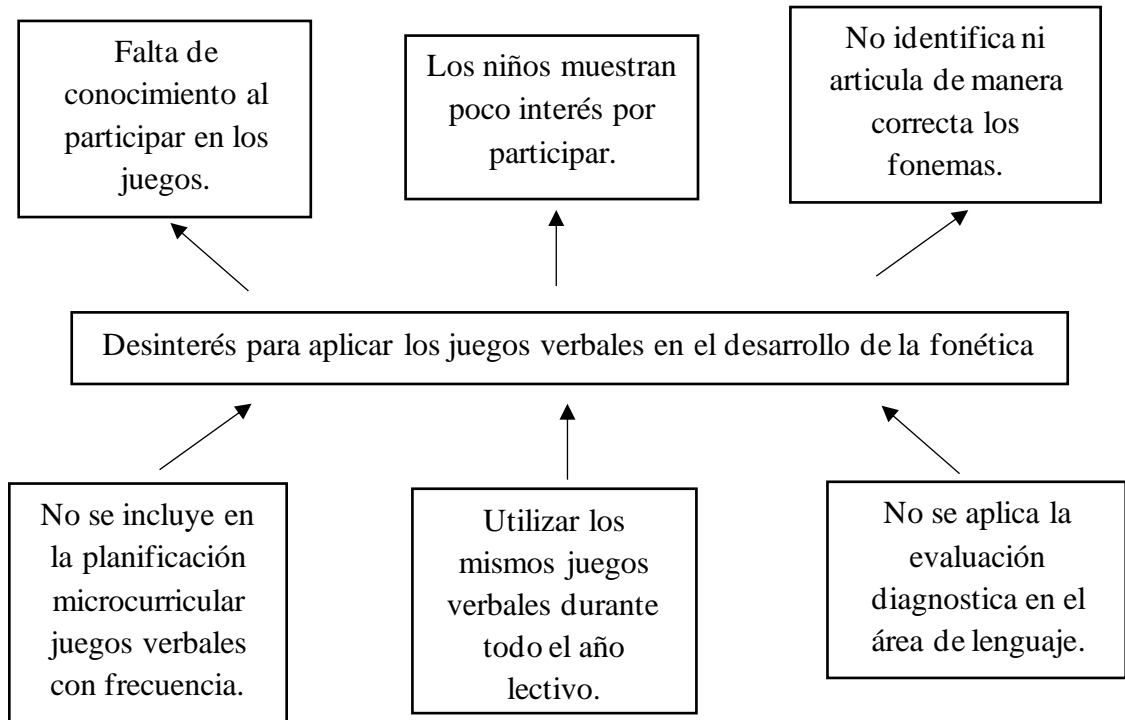 Falta de
conocimiento al
participar en los
juegos.
Los niños muestran
poco interés por
participar.
No identifica ni
articula de manera
correcta los
fonemas.
Desinterés para aplicar los juegos verbales en el desarrollo de la fonética
No se incluye en
la planificación
microcurricular
juegos verbales
con frecuencia.
Utilizar los
mismos juegos
verbales durante
todo el año
lectivo.
No se aplica la
evaluación
diagnostica en el
área de lenguaje.